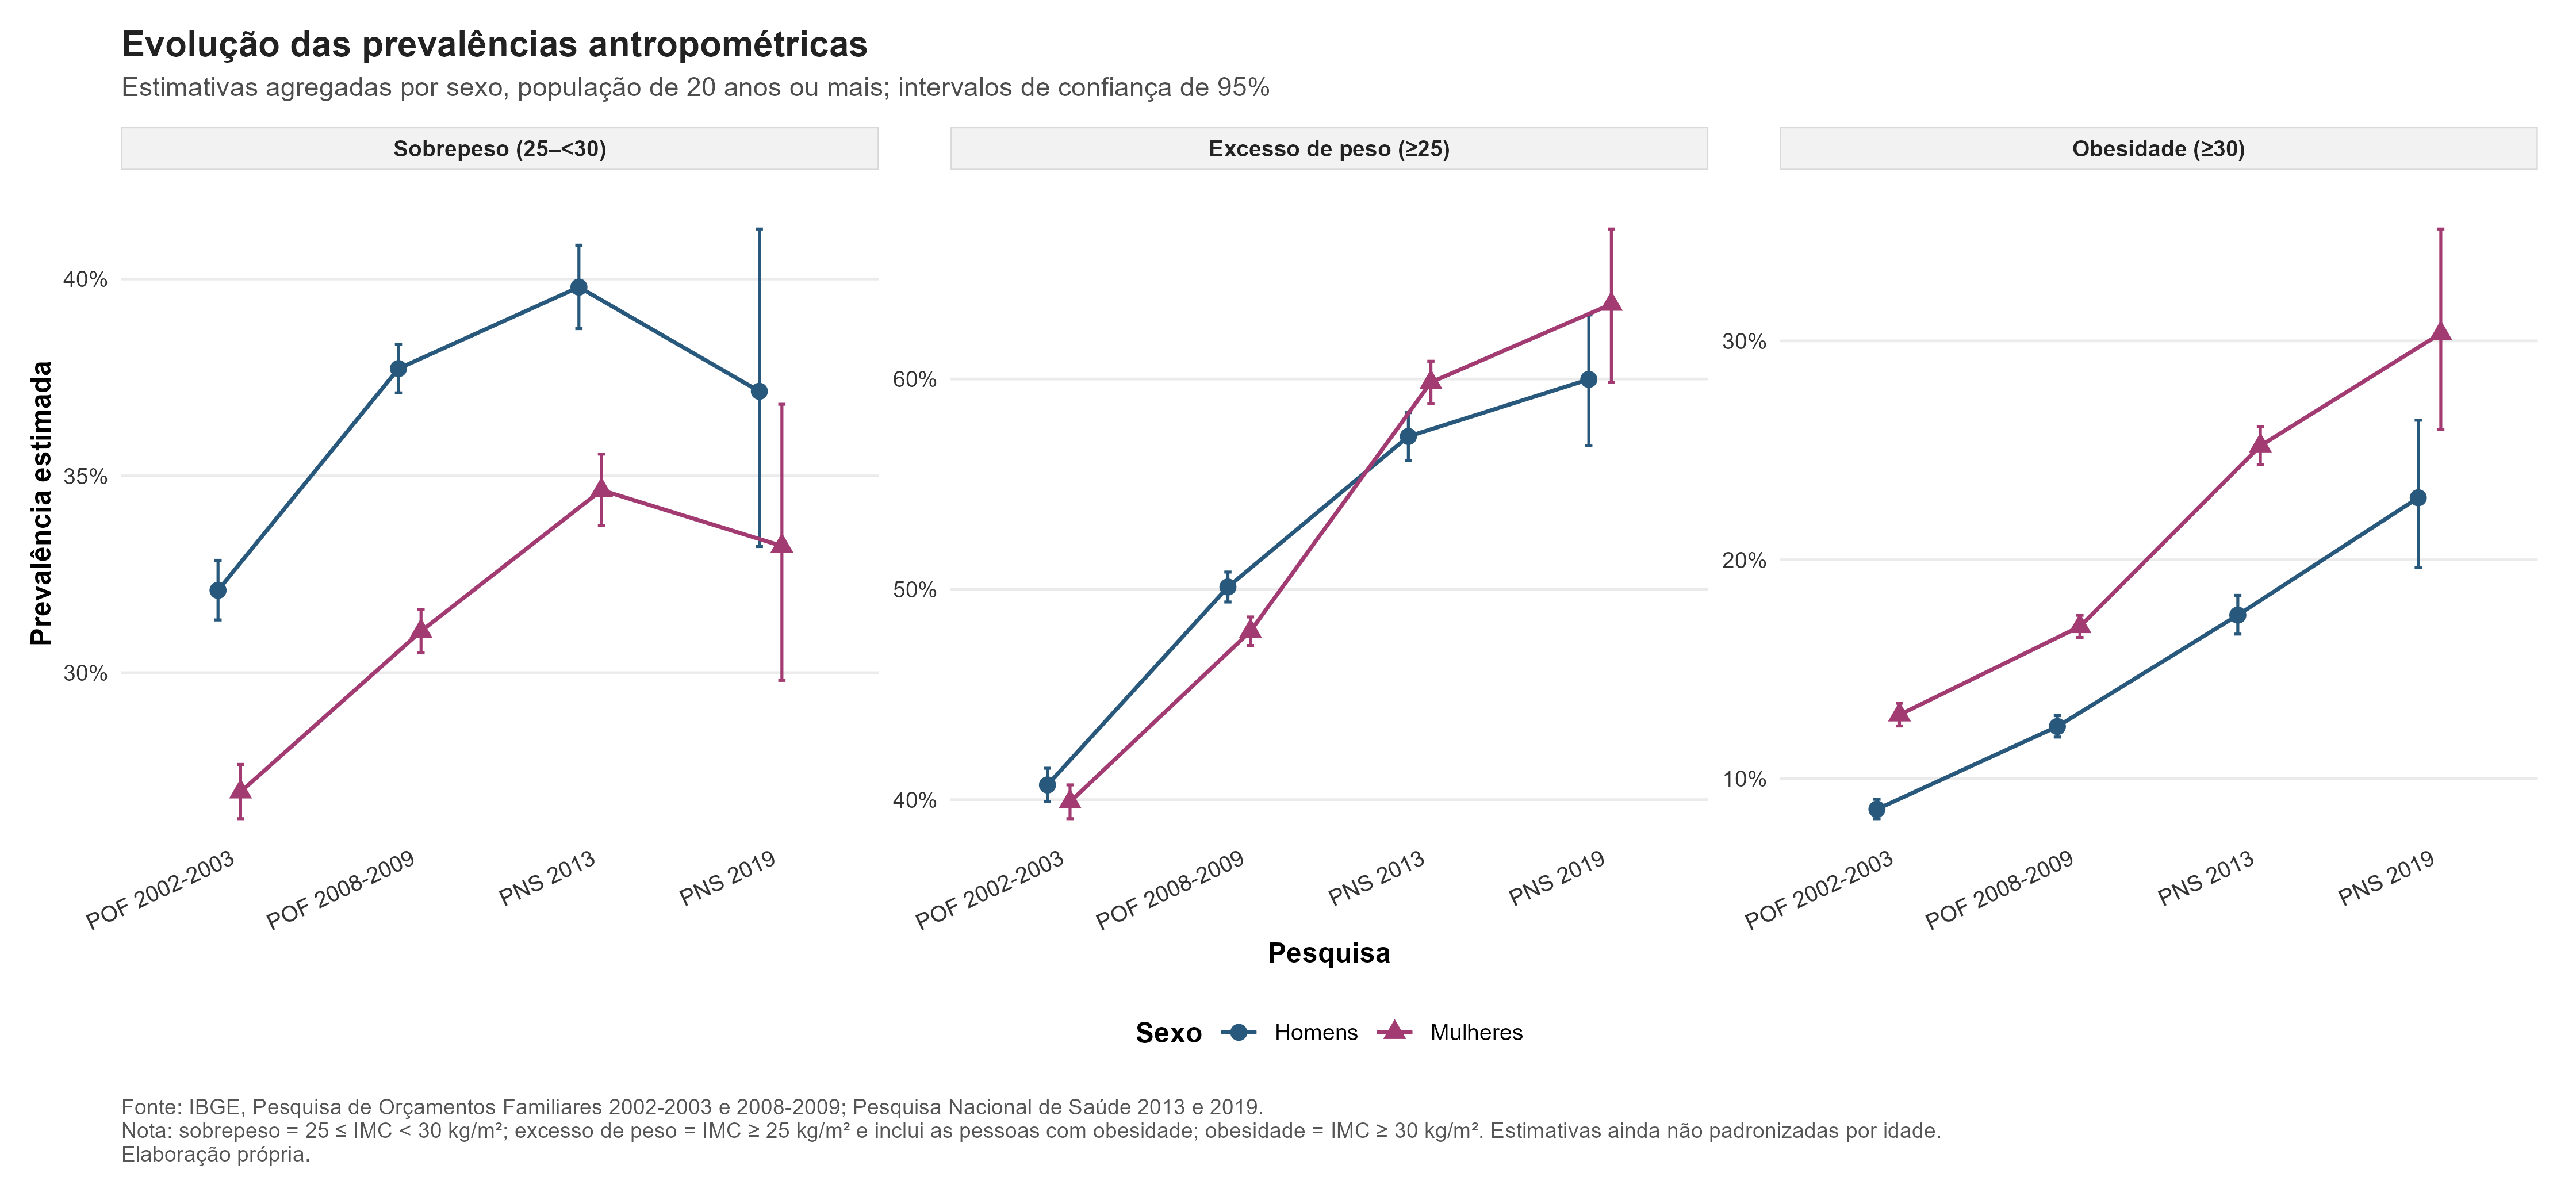 Evolução das prevalências antropométricas
Estimativas agregadas por sexo, população de 20 anos ou mais; intervalos de confiança de 95%
Sobrepeso (25–<30)
Excesso de peso (≥25)
Obesidade (≥30)
Prevalência estimada
40%
35%
30%
60%
50%
40%
30%
20%
10%
POF 2002-2003
POF 2008-2009
PNS 2013
PNS 2019
POF 2002-2003
POF 2008-2009
PNS 2013
PNS 2019
POF 2002-2003
POF 2008-2009
PNS 2013
PNS 2019
Pesquisa
Sexo Homens Mulheres
Fonte: IBGE, Pesquisa de Orçamentos Familiares 2002-2003 e 2008-2009; Pesquisa Nacional de Saúde 2013 e 2019.
Nota: sobrepeso = 25 ≤ IMC < 30 kg/m²; excesso de peso = IMC ≥ 25 kg/m² e inclui as pessoas com obesidade; obesidade = IMC ≥ 30 kg/m². Estimativas ainda não padronizadas por idade.
Elaboração própria.